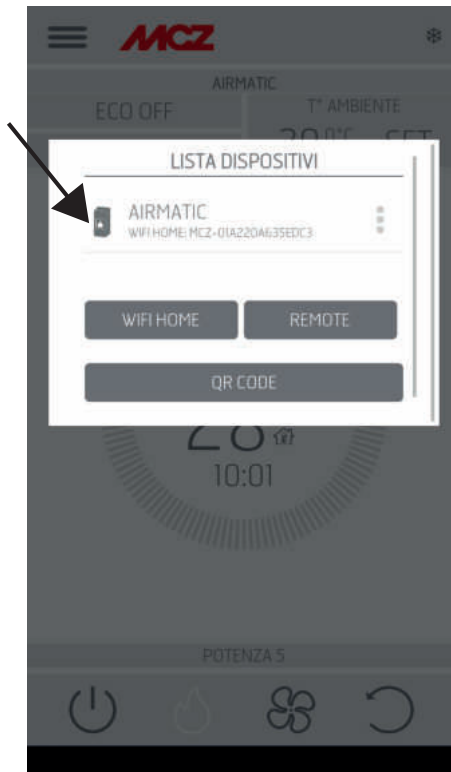 MCZ
AIRMATIC
ECO OFF
T° AMBIENTE
SET
LISTA DISPOSITIVI
AIRMATIC
WIFI HOME: MCZ-01A220A635EDC3
WIFI HOME
REMOTE
QR CODE
10:01
POTENZA 5